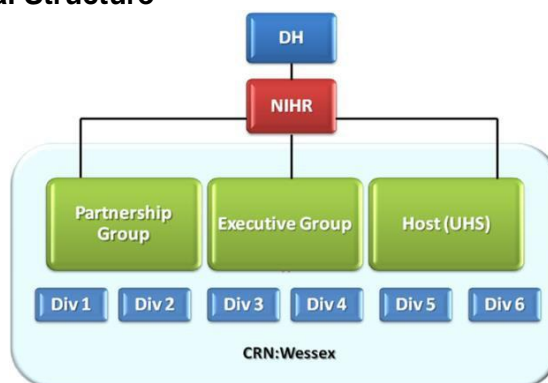 al Structure
DH
NIHR
Partnership
Group
Executive Group
Host (UHS)
Div 1
Div 2
Div 3
Div 4
Div 5
Div 6
CRN:Wessex